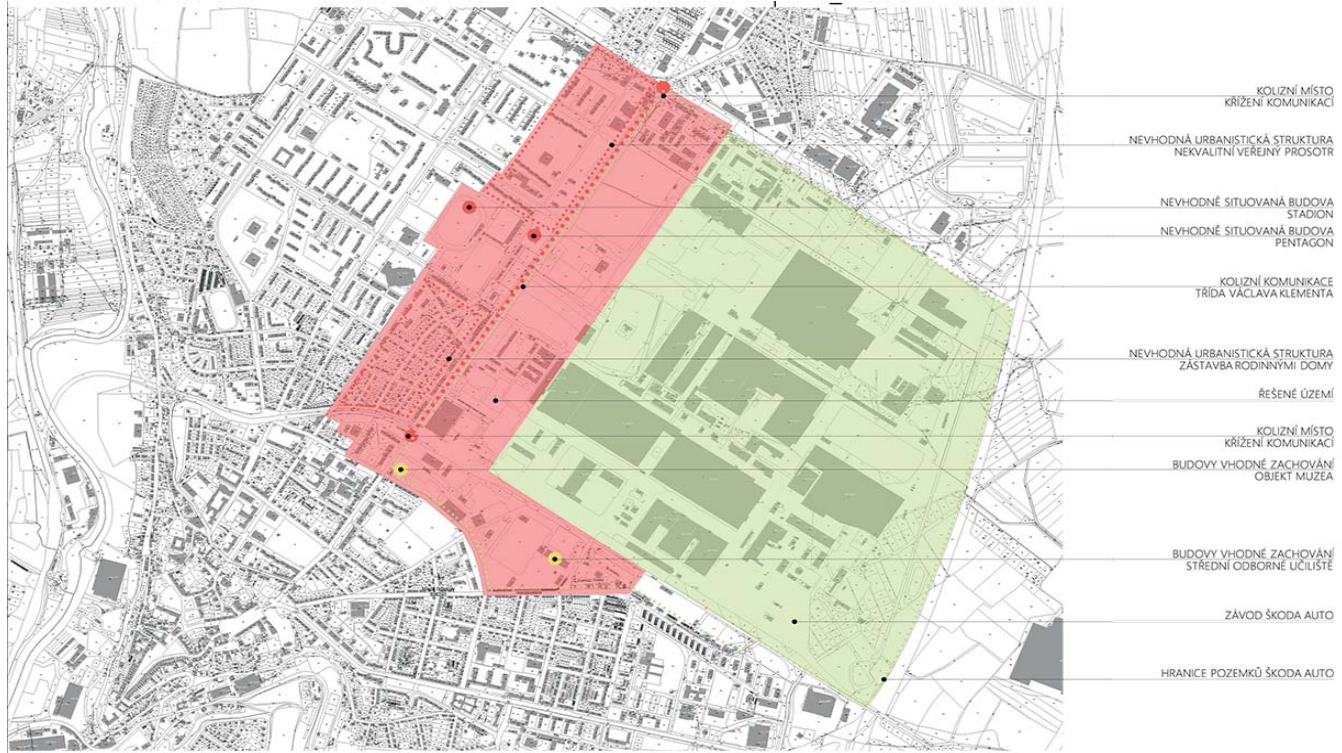 KOLIZNÍ MÍSTO
KŘÍŽENÍ KOMUNIKACÍ
NEVHODNÁ URBANISTICKÁ STRUKTURA
NEKVALITNÍ VEŘEJNÝ PROSOTR
NEVHODNĚ SITUOVANÁ BUDOVA
STADION
NEVHODNĚ SITUOVANÁ BUDOVA
PENTAGON
KOLIZNÍ KOMUNIKACE
TŘÍDA VÁCLAVA KLEMENTA
NEVHODNÁ URBANISTICKÁ STRUKTURA
ZÁSTAVBA RODINNÝMI DOMY
ŘEŠENÉ ÚZEMÍ
KOLIZNÍ MÍSTO
KŘÍŽENÍ KOMUNIKACÍ
BUDOVY VHODNÉ ZACHOVÁNÍ
OBJEKT MUZEA
BUDOVY VHODNÉ ZACHOVÁNÍ
STŘEDNÍ ODBORNÉ UČILIŠTĚ
ZÁVOD ŠKODA AUTO
HRANICE POZEMKŮ ŠKODA AUTO